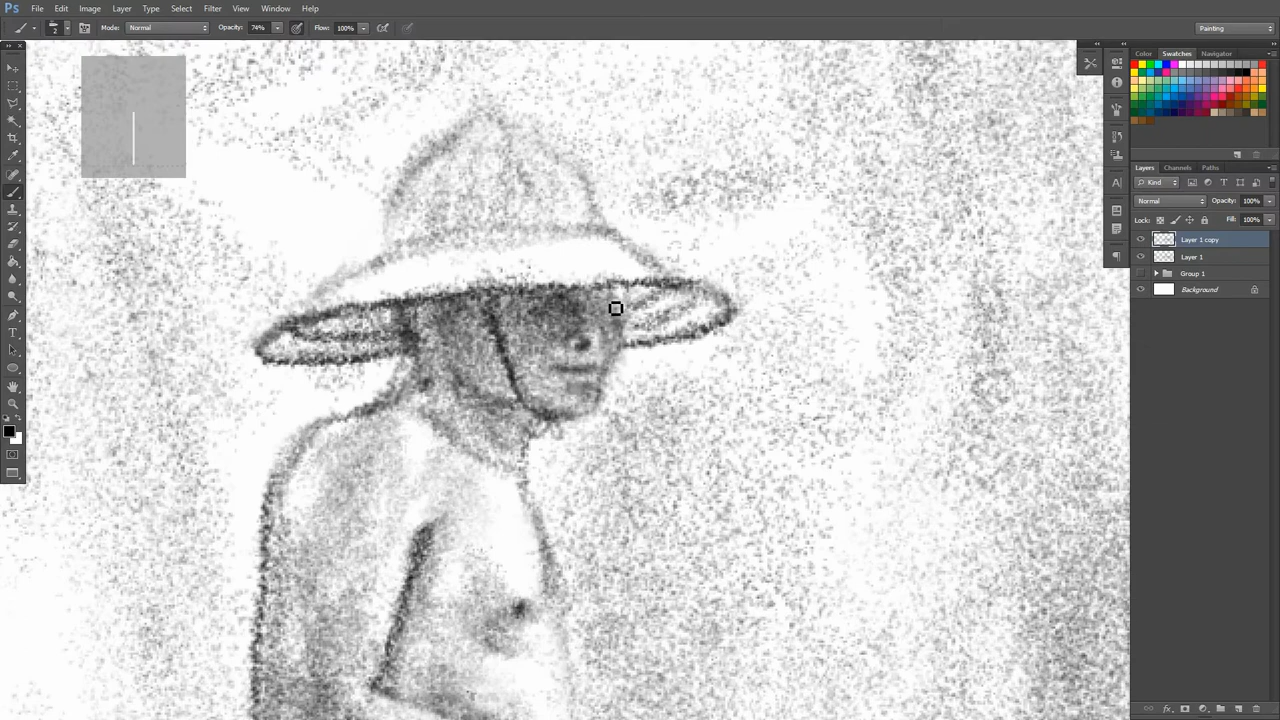 Ps File Edit Image Layer Type Select Filter View Window Help
2 Mode: Normal Opacity: 74% Flow: 100% Painting
Color Swatches Navigator
Layers Channels Paths
Kind
Normal Opacity: 100%
Lock: Fill: 100%
Layer 1 copy
Layer 1
Group 1
Background